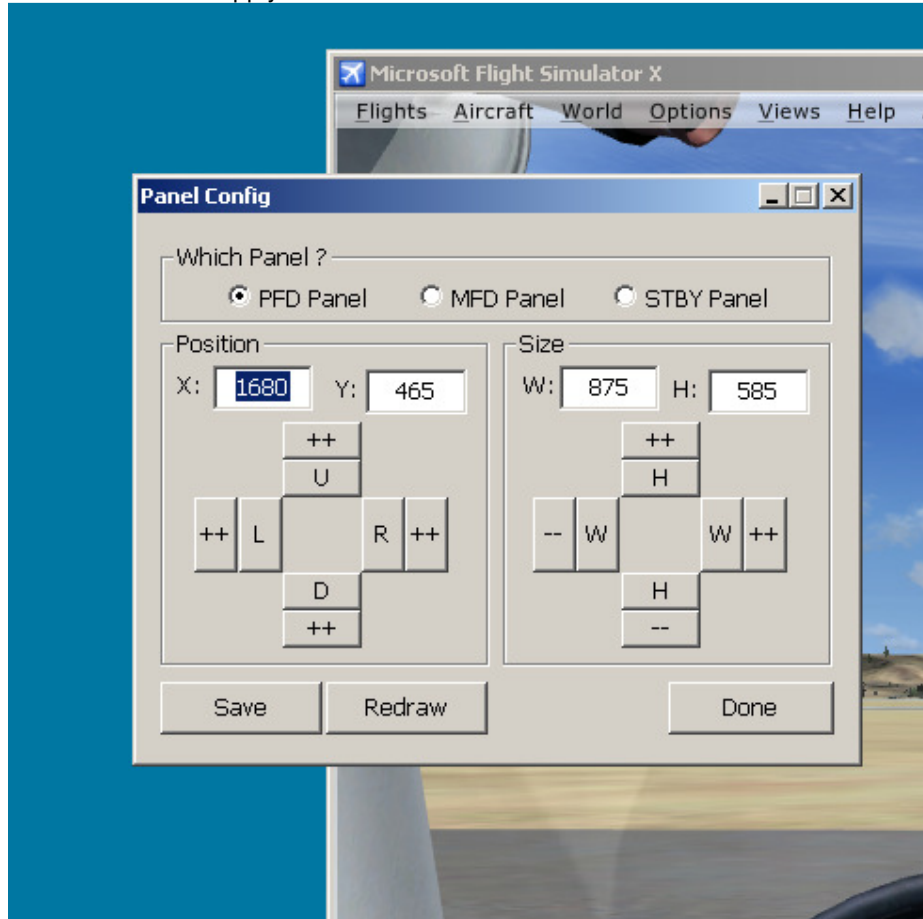 Microsoft Flight Simulator X
Flights Aircraft World Options Views Help
Panel Config
Which Panel ?
PFD Panel MFD Panel STBY Panel
Position Size
X: 1680 Y: 465 W: 875 H: 585
++ ++
U H
++ L R ++ -- W W ++
D H
++ --
Save Redraw Done